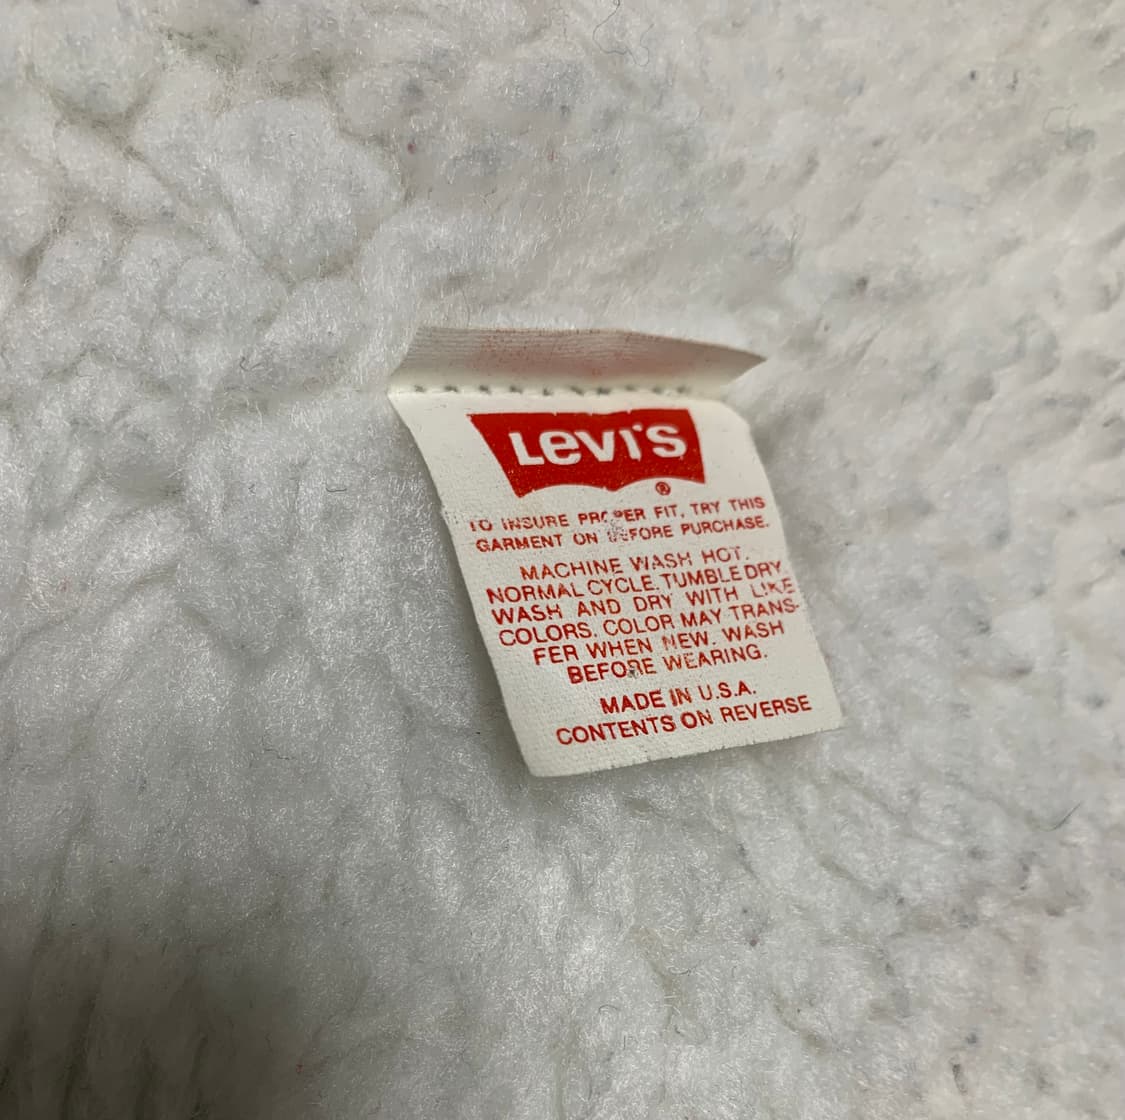 Levi's
®
TO INSURE PROPER FIT, TRY THIS
GARMENT ON BEFORE PURCHASE.
MACHINE WASH HOT.
NORMAL CYCLE. TUMBLE DRY
WASH AND DRY WITH LIKE
COLORS. COLOR MAY TRANS-
FER WHEN NEW. WASH
BEFORE WEARING.
MADE IN U.S.A.
CONTENTS ON REVERSE